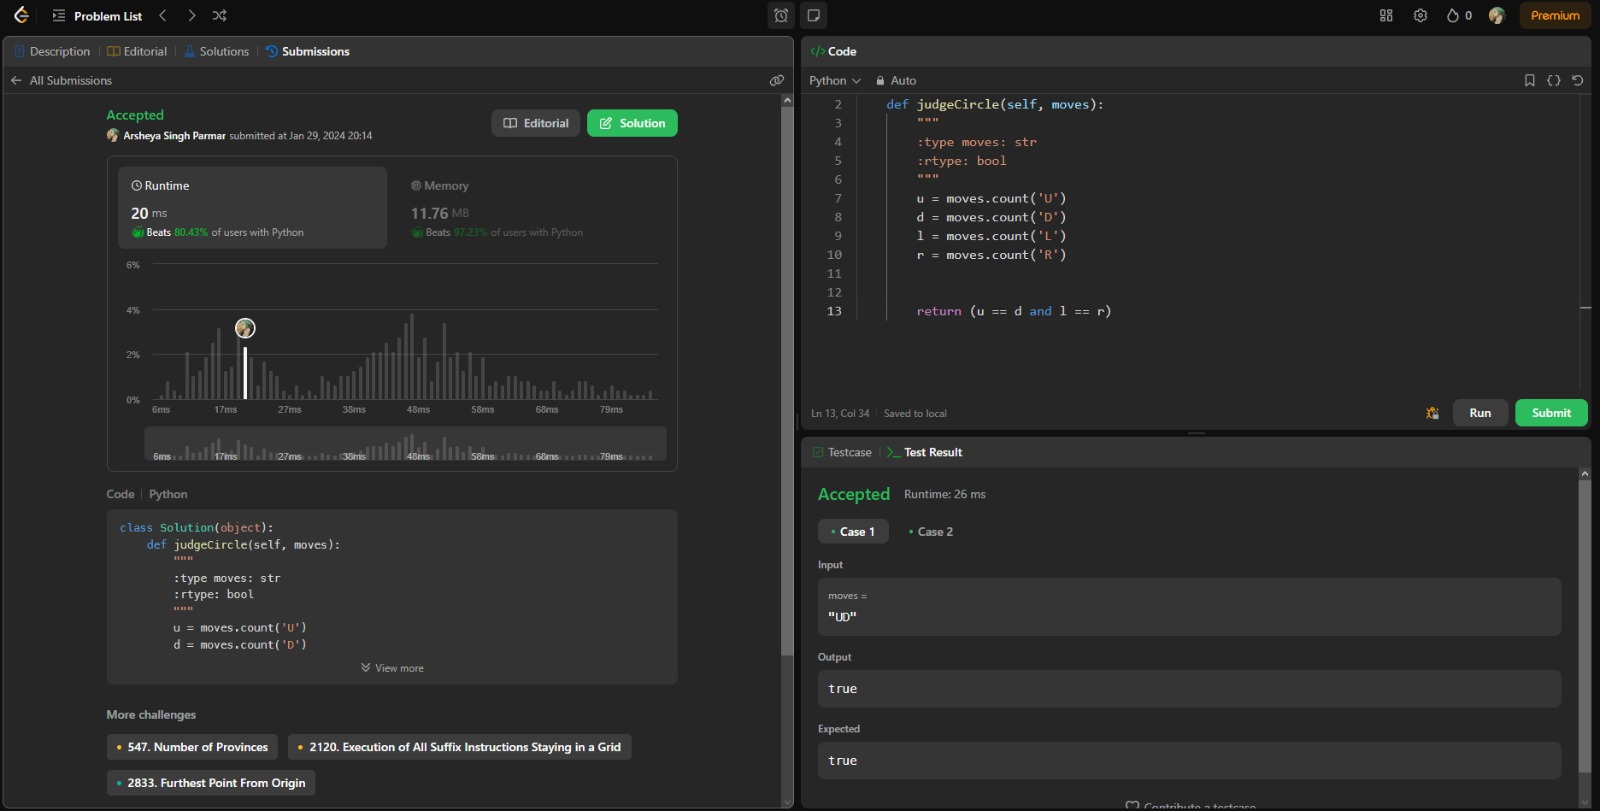 Problem List
0
Premium
Description
Editorial
Solutions
Submissions
All Submissions
Accepted
Arsheya Singh Parmar submitted at Jan 29, 2024 20:14
Editorial
Solution
Runtime
20 ms
Beats 80.43% of users with Python
Memory
11.76 MB
Beats 97.23% of users with Python
6%
4%
2%
0%
6ms 17ms 27ms 38ms 48ms 58ms 68ms 79ms
6ms 17ms 27ms 38ms 48ms 58ms 68ms 79ms
Code | Python
class Solution(object):
def judgeCircle(self, moves):
"""
:type moves: str
:rtype: bool
"""
u = moves.count('U')
d = moves.count('D')
View more
More challenges
547. Number of Provinces
2120. Execution of All Suffix Instructions Staying in a Grid
2833. Furthest Point From Origin
</> Code
Python
Auto
2 def judgeCircle(self, moves):
3 """
4 :type moves: str
5 :rtype: bool
6 """
7 u = moves.count('U')
8 d = moves.count('D')
9 l = moves.count('L')
10 r = moves.count('R')
11
12
13 return (u == d and l == r)
Ln 13, Col 34 | Saved to local
Run
Submit
Testcase
Test Result
Accepted Runtime: 26 ms
• Case 1
• Case 2
Input
moves =
"UD"
Output
true
Expected
true
Contribute a testcase